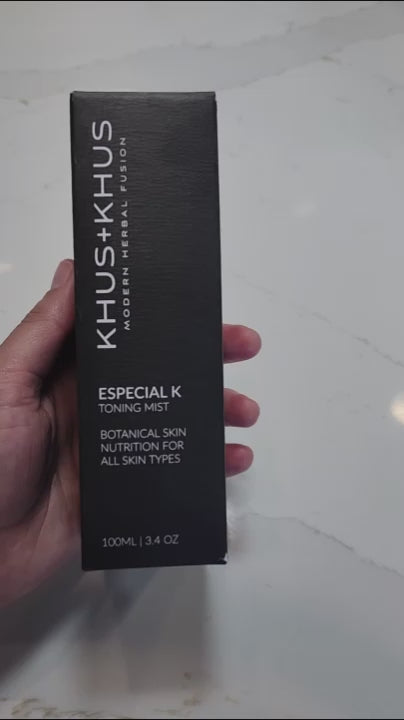 KHUS+KHUS
MODERN HERBAL FUSION
ESPECIAL K
TONING MIST
BOTANICAL SKIN
NUTRITION FOR
ALL SKIN TYPES
100ML | 3.4 OZ